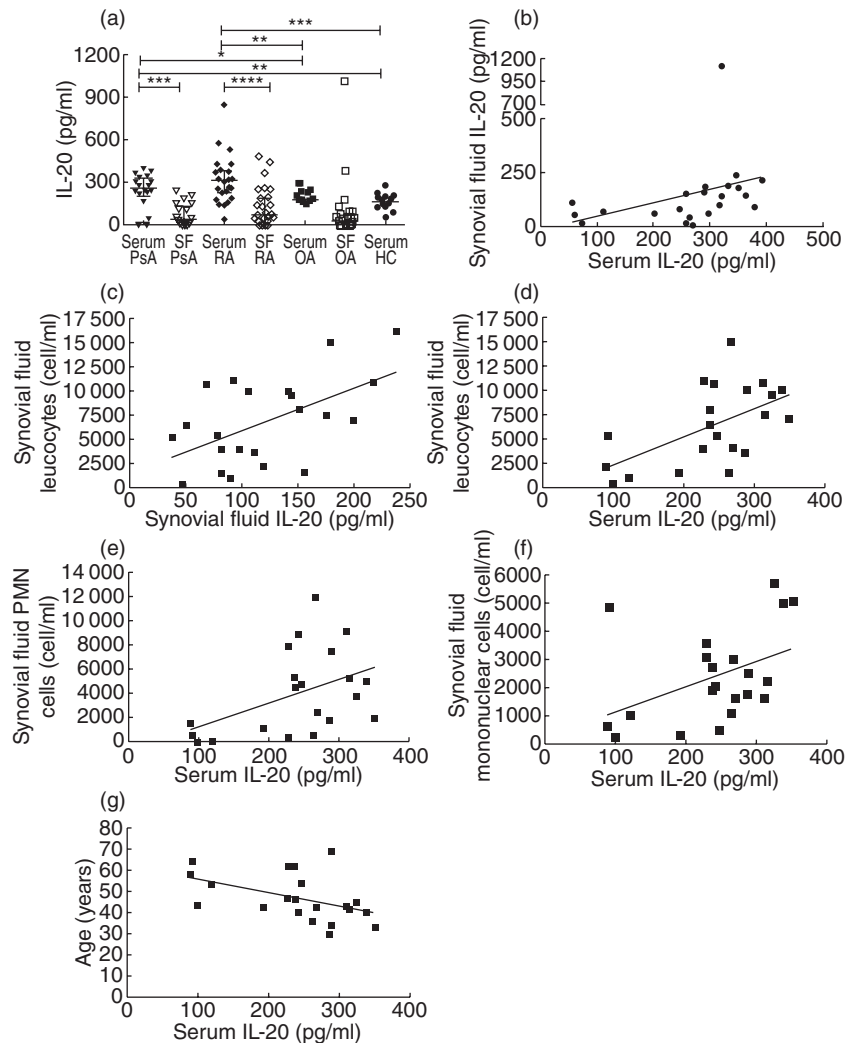 (a)
***
**
*
**
***
****
1200
900
600
300
0
IL-20 (pg/ml)
Serum PsA
SF PsA
Serum RA
SF RA
Serum OA
SF OA
Serum HC
(b)
Synovial fluid IL-20 (pg/ml)
1200
1050
900
750
250
0
0 100 200 300 400 500
Serum IL-20 (pg/ml)
(c)
Synovial fluid
leucocytes (cell/ml)
17 500
15 000
12 500
10 000
7500
5000
2500
0
0 50 100 150 200 250
Synovial fluid IL-20 (pg/ml)
(d)
Synovial fluid
leucocytes (cell/ml)
17 500
15 000
12 500
10 000
7500
5000
2500
0
0 100 200 300 400
Serum IL-20 (pg/ml)
(e)
Synovial fluid PMN
cells (cell/ml)
14 000
12 000
10 000
8000
6000
4000
2000
0
0 100 200 300 400
Serum IL-20 (pg/ml)
(f)
Synovial fluid
mononuclear cells (cell/ml)
6000
5000
4000
3000
2000
1000
0
0 100 200 300 400
Serum IL-20 (pg/ml)
(g)
Age (years)
80
70
60
50
40
30
20
10
0
0 100 200 300 400
Serum IL-20 (pg/ml)